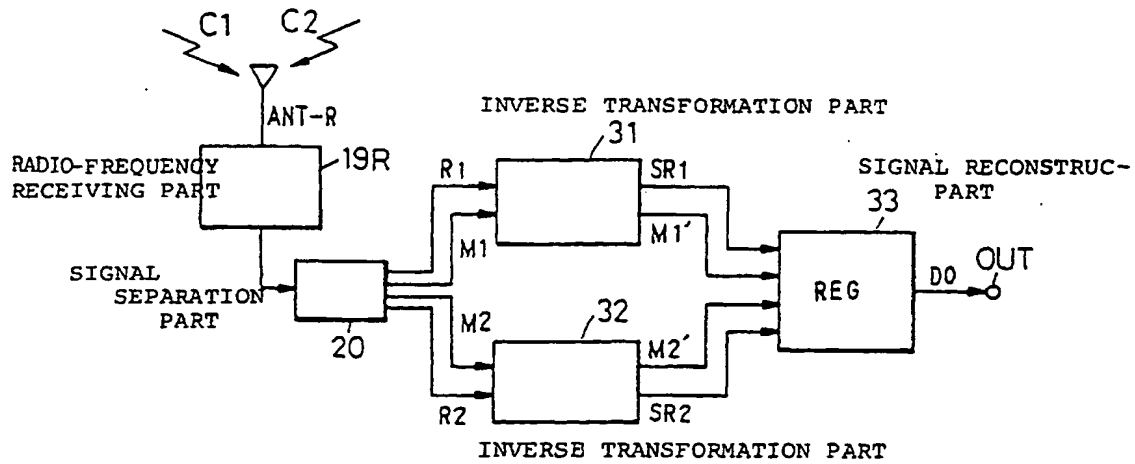 C1 C2
ANT-R
RADIO-FREQUENCY
RECEIVING PART
19R
INVERSE TRANSFORMATION PART
31
R1
M1
SR1
M1′
SIGNAL RECONSTRUC-
PART
33
REG
DO
OUT
SIGNAL
SEPARATION
PART
20
M2
R2
32
M2′
SR2
INVERSE TRANSFORMATION PART